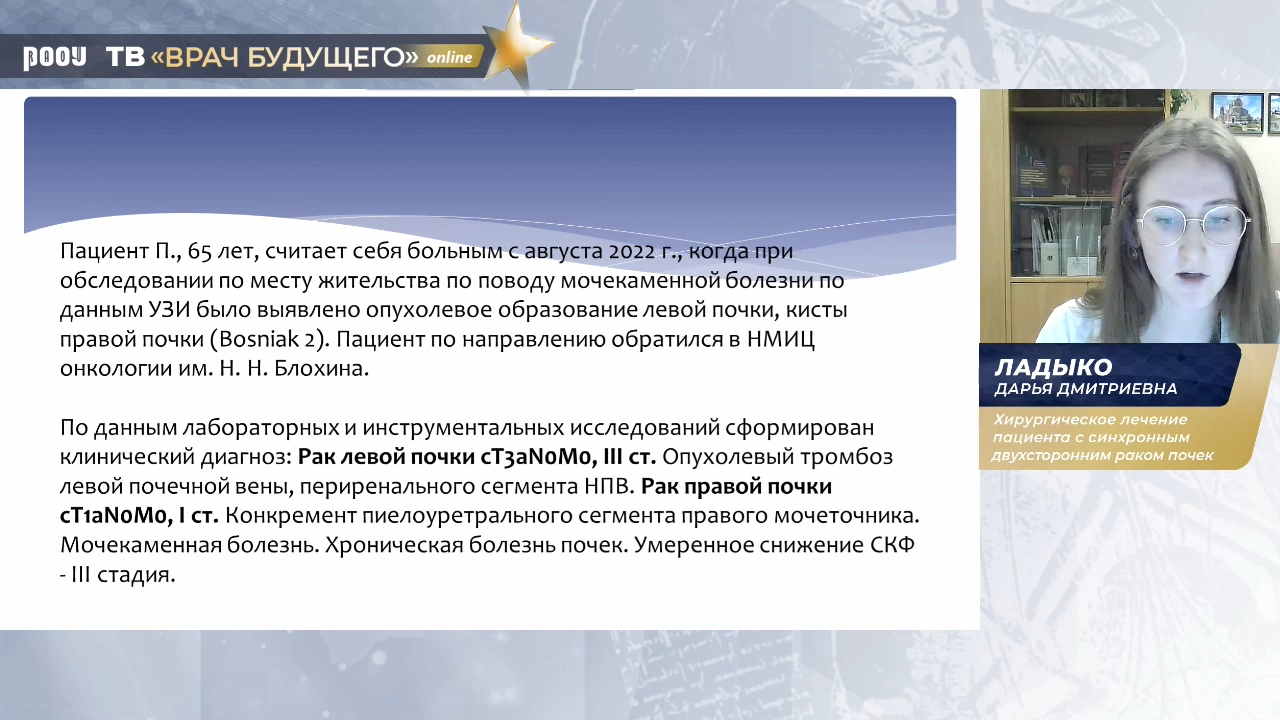 РООУ ТВ «ВРАЧ БУДУЩЕГО» online
Пациент П., 65 лет, считает себя больным с августа 2022 г., когда при
обследовании по месту жительства по поводу мочекаменной болезни по
данным УЗИ было выявлено опухолевое образование левой почки, кисты
правой почки (Bosniak 2). Пациент по направлению обратился в НМИЦ
онкологии им. Н. Н. Блохина.
По данным лабораторных и инструментальных исследований сформирован
клинический диагноз: Рак левой почки cT3aN0M0, III ст. Опухолевый тромбоз
левой почечной вены, периренального сегмента НПВ. Рак правой почки
cT1aN0M0, I ст. Конкремент пиелоуретрального сегмента правого мочеточника.
Мочекаменная болезнь. Хроническая болезнь почек. Умеренное снижение СКФ
- III стадия.
ЛАДЫКО
ДАРЬЯ ДМИТРИЕВНА
Хирургическое лечение
пациента с синхронным
двухсторонним раком почек